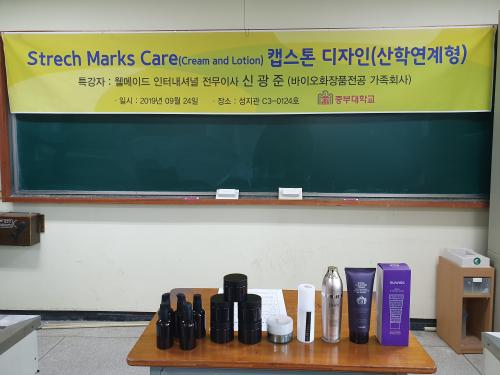 Strech Marks Care(Cream and Lotion) 캡스톤 디자인(산학연계형)
특강자 : 웰메이드 인터내셔널 전무이사 신 광 준 (바이오화장품전공 가족회사)
· 일시 : 2019년 09월 24일 · 장소 : 성지관 C3-0124호 중부대학교